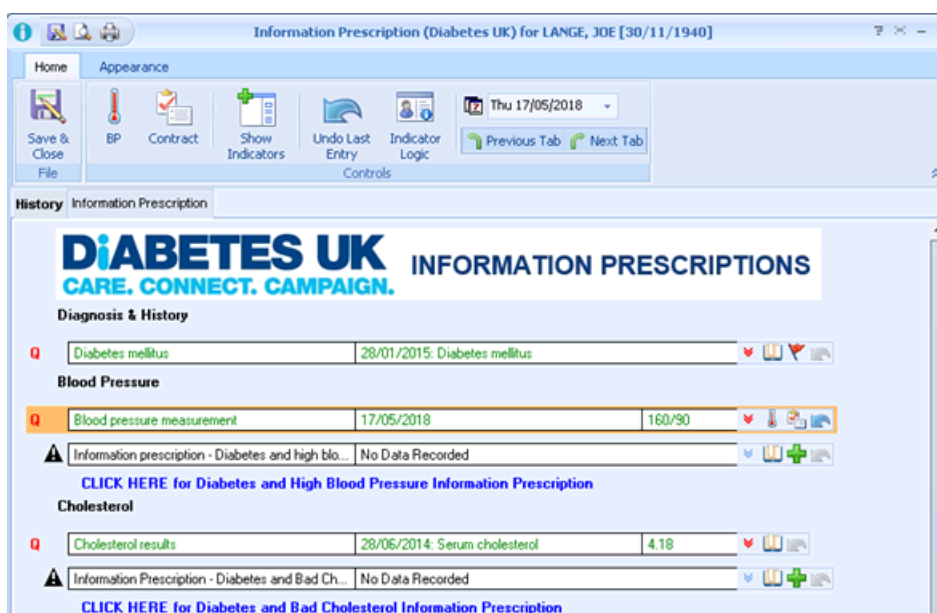 Information Prescription (Diabetes UK) for LANGE, JOE [30/11/1940]
Home Appearance
Save & Close
BP
Contract
Show Indicators
Undo Last Entry
Indicator Logic
Thu 17/05/2018
Previous Tab Next Tab
File Controls
History Information Prescription
DiABETES UK INFORMATION PRESCRIPTIONS
CARE. CONNECT. CAMPAIGN.
Diagnosis & History
Q Diabetes mellitus 28/01/2015: Diabetes mellitus
Blood Pressure
Q Blood pressure measurement 17/05/2018 160/90
Information prescription - Diabetes and high blo... No Data Recorded
CLICK HERE for Diabetes and High Blood Pressure Information Prescription
Cholesterol
Q Cholesterol results 28/06/2014: Serum cholesterol 4.18
Information Prescription - Diabetes and Bad Ch... No Data Recorded
CLICK HERE for Diabetes and Bad Cholesterol Information Prescription